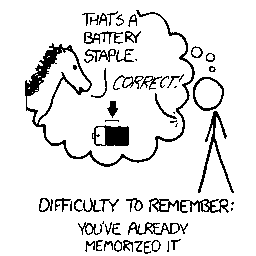 THAT'S A
BATTERY
STAPLE.
CORRECT!
DIFFICULTY TO REMEMBER:
YOU'VE ALREADY
MEMORIZED IT